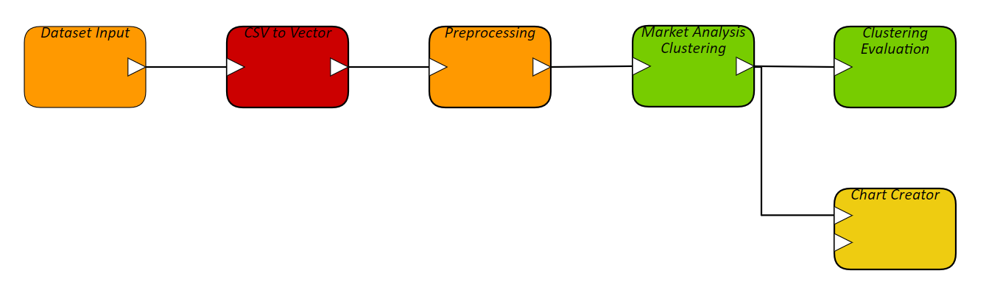 Dataset Input
CSV to Vector
Preprocessing
Market Analysis
Clustering
Clustering
Evaluation
Chart Creator